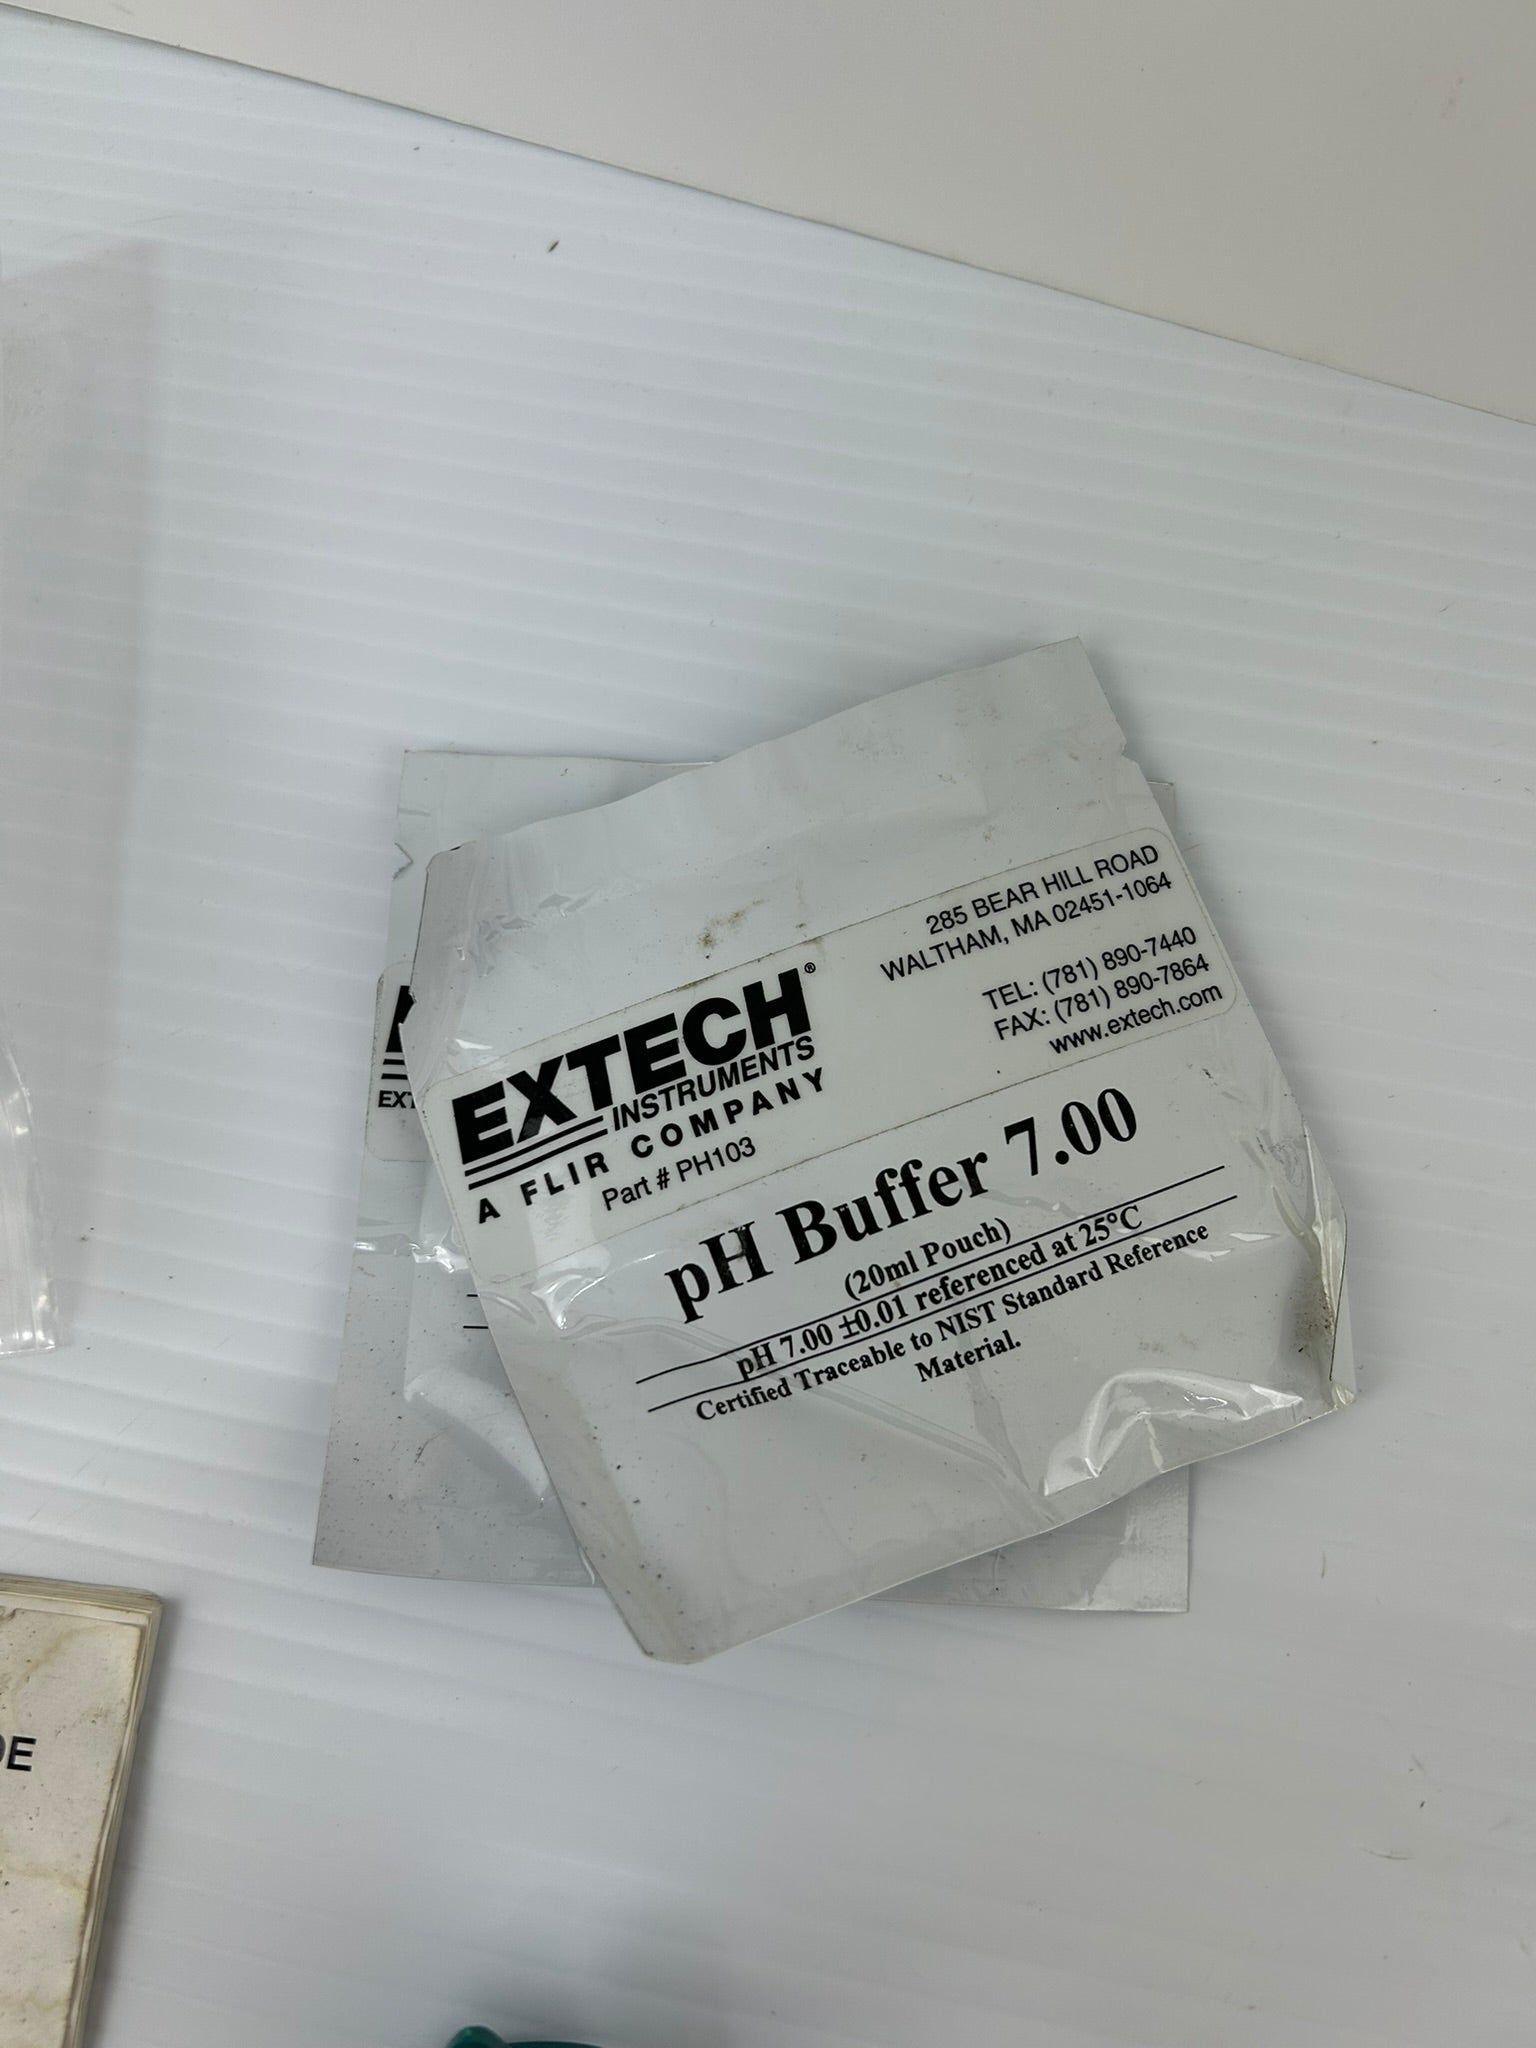 285 BEAR HILL ROAD
WALTHAM, MA 02451-1064
TEL: (781) 890-7440
FAX: (781) 890-7864
www.extech.com
EXTECH®
INSTRUMENTS
A FLIR COMPANY
Part # PH103
pH Buffer 7.00
(20ml Pouch)
pH 7.00 ±0.01 referenced at 25°C
Certified Traceable to NIST Standard Reference
Material.